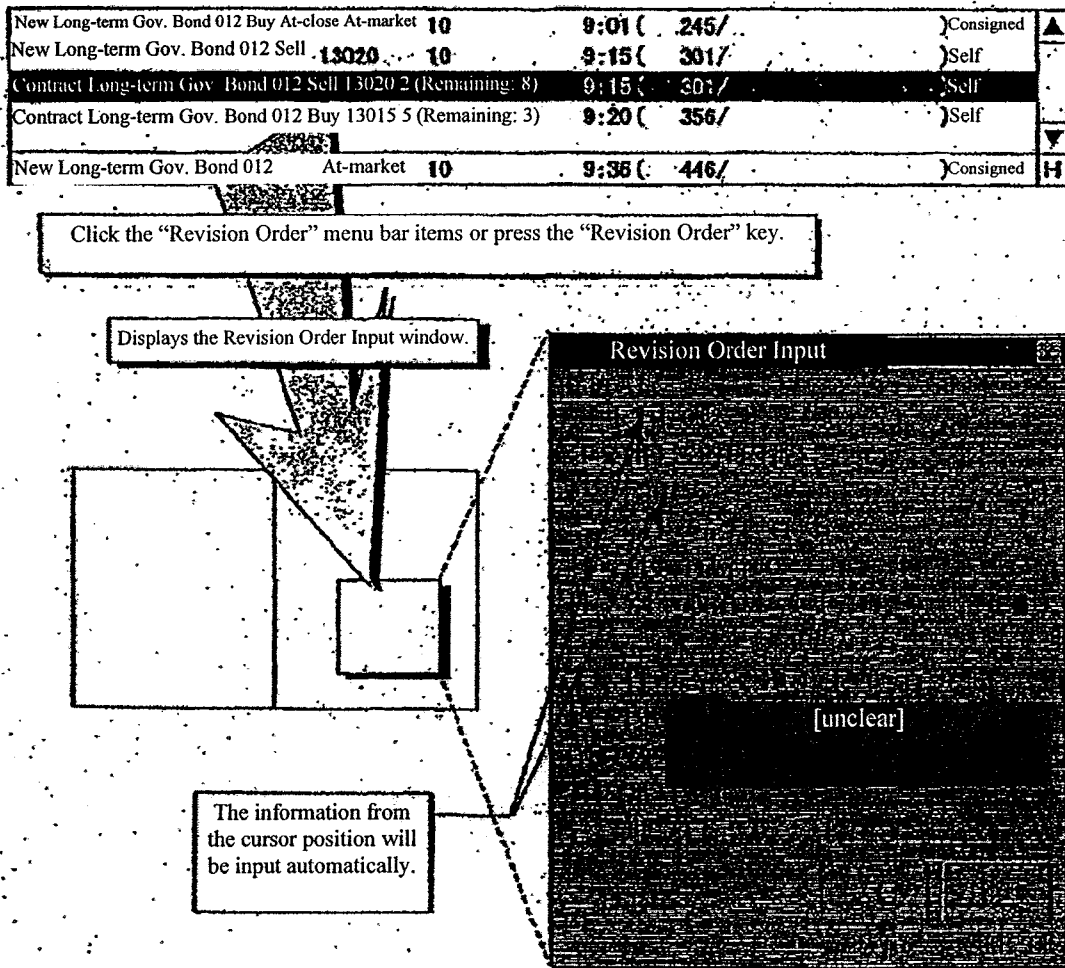 New Long-term Gov. Bond 012 Buy At-close At-market 10 9:01 ( 245/ )Consigned
New Long-term Gov. Bond 012 Sell 13020 10 9:15 ( 301/ )Self
Contract Long-term Gov Bond 012 Sell 13020 2 (Remaining: 8) 9:15 ( 301/ )Self
Contract Long-term Gov. Bond 012 Buy 13015 5 (Remaining: 3) 9:20 ( 356/ )Self
New Long-term Gov. Bond 012 At-market 10 9:36 ( 446/ )Consigned H
Click the “Revision Order” menu bar items or press the “Revision Order” key.
Displays the Revision Order Input window.
Revision Order Input
[unclear]
The information from
the cursor position will
be input automatically.